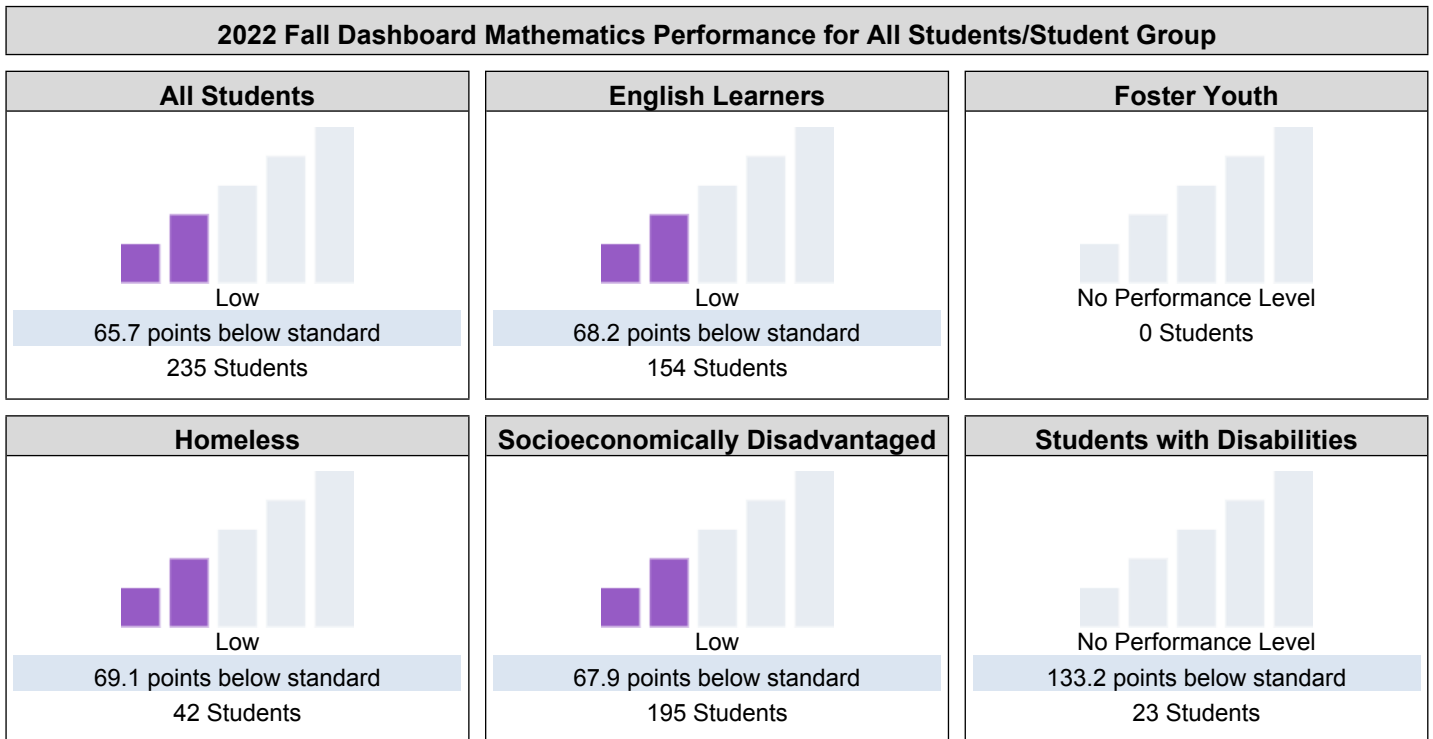 2022 Fall Dashboard Mathematics Performance for All Students/Student Group
All Students
Low
65.7 points below standard
235 Students
English Learners
Low
68.2 points below standard
154 Students
Foster Youth
No Performance Level
0 Students
Homeless
Low
69.1 points below standard
42 Students
Socioeconomically Disadvantaged
Low
67.9 points below standard
195 Students
Students with Disabilities
No Performance Level
133.2 points below standard
23 Students